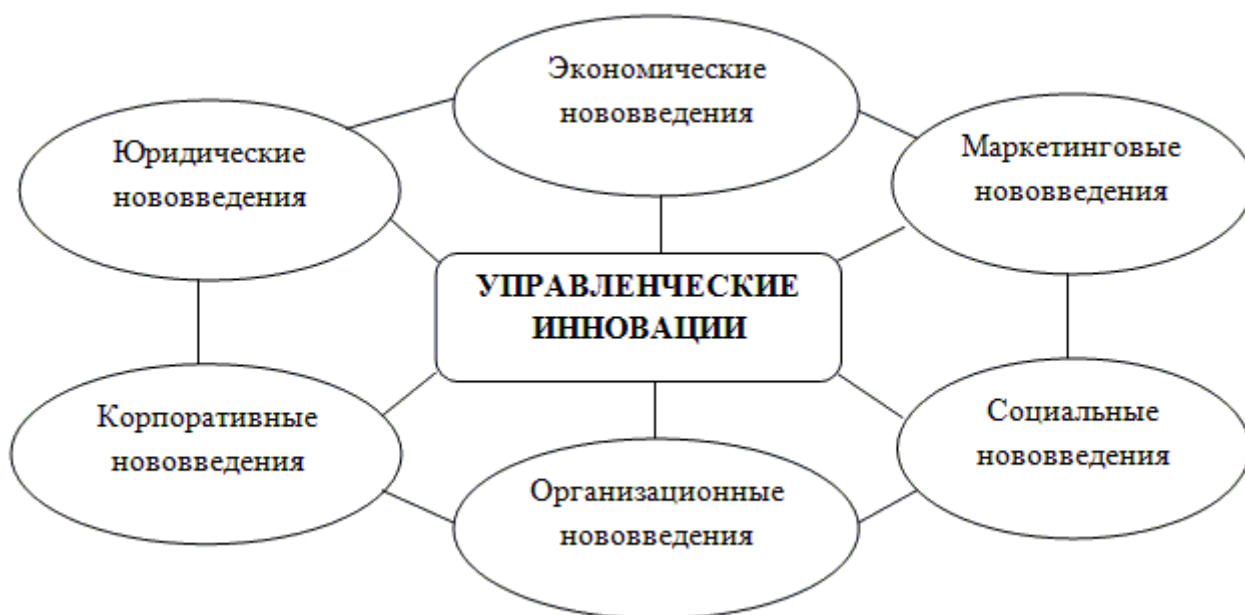 Экономические
нововведения
Юридические
нововведения
Маркетинговые
нововведения
УПРАВЛЕНЧЕСКИЕ
ИННОВАЦИИ
Корпоративные
нововведения
Социальные
нововведения
Организационные
нововведения